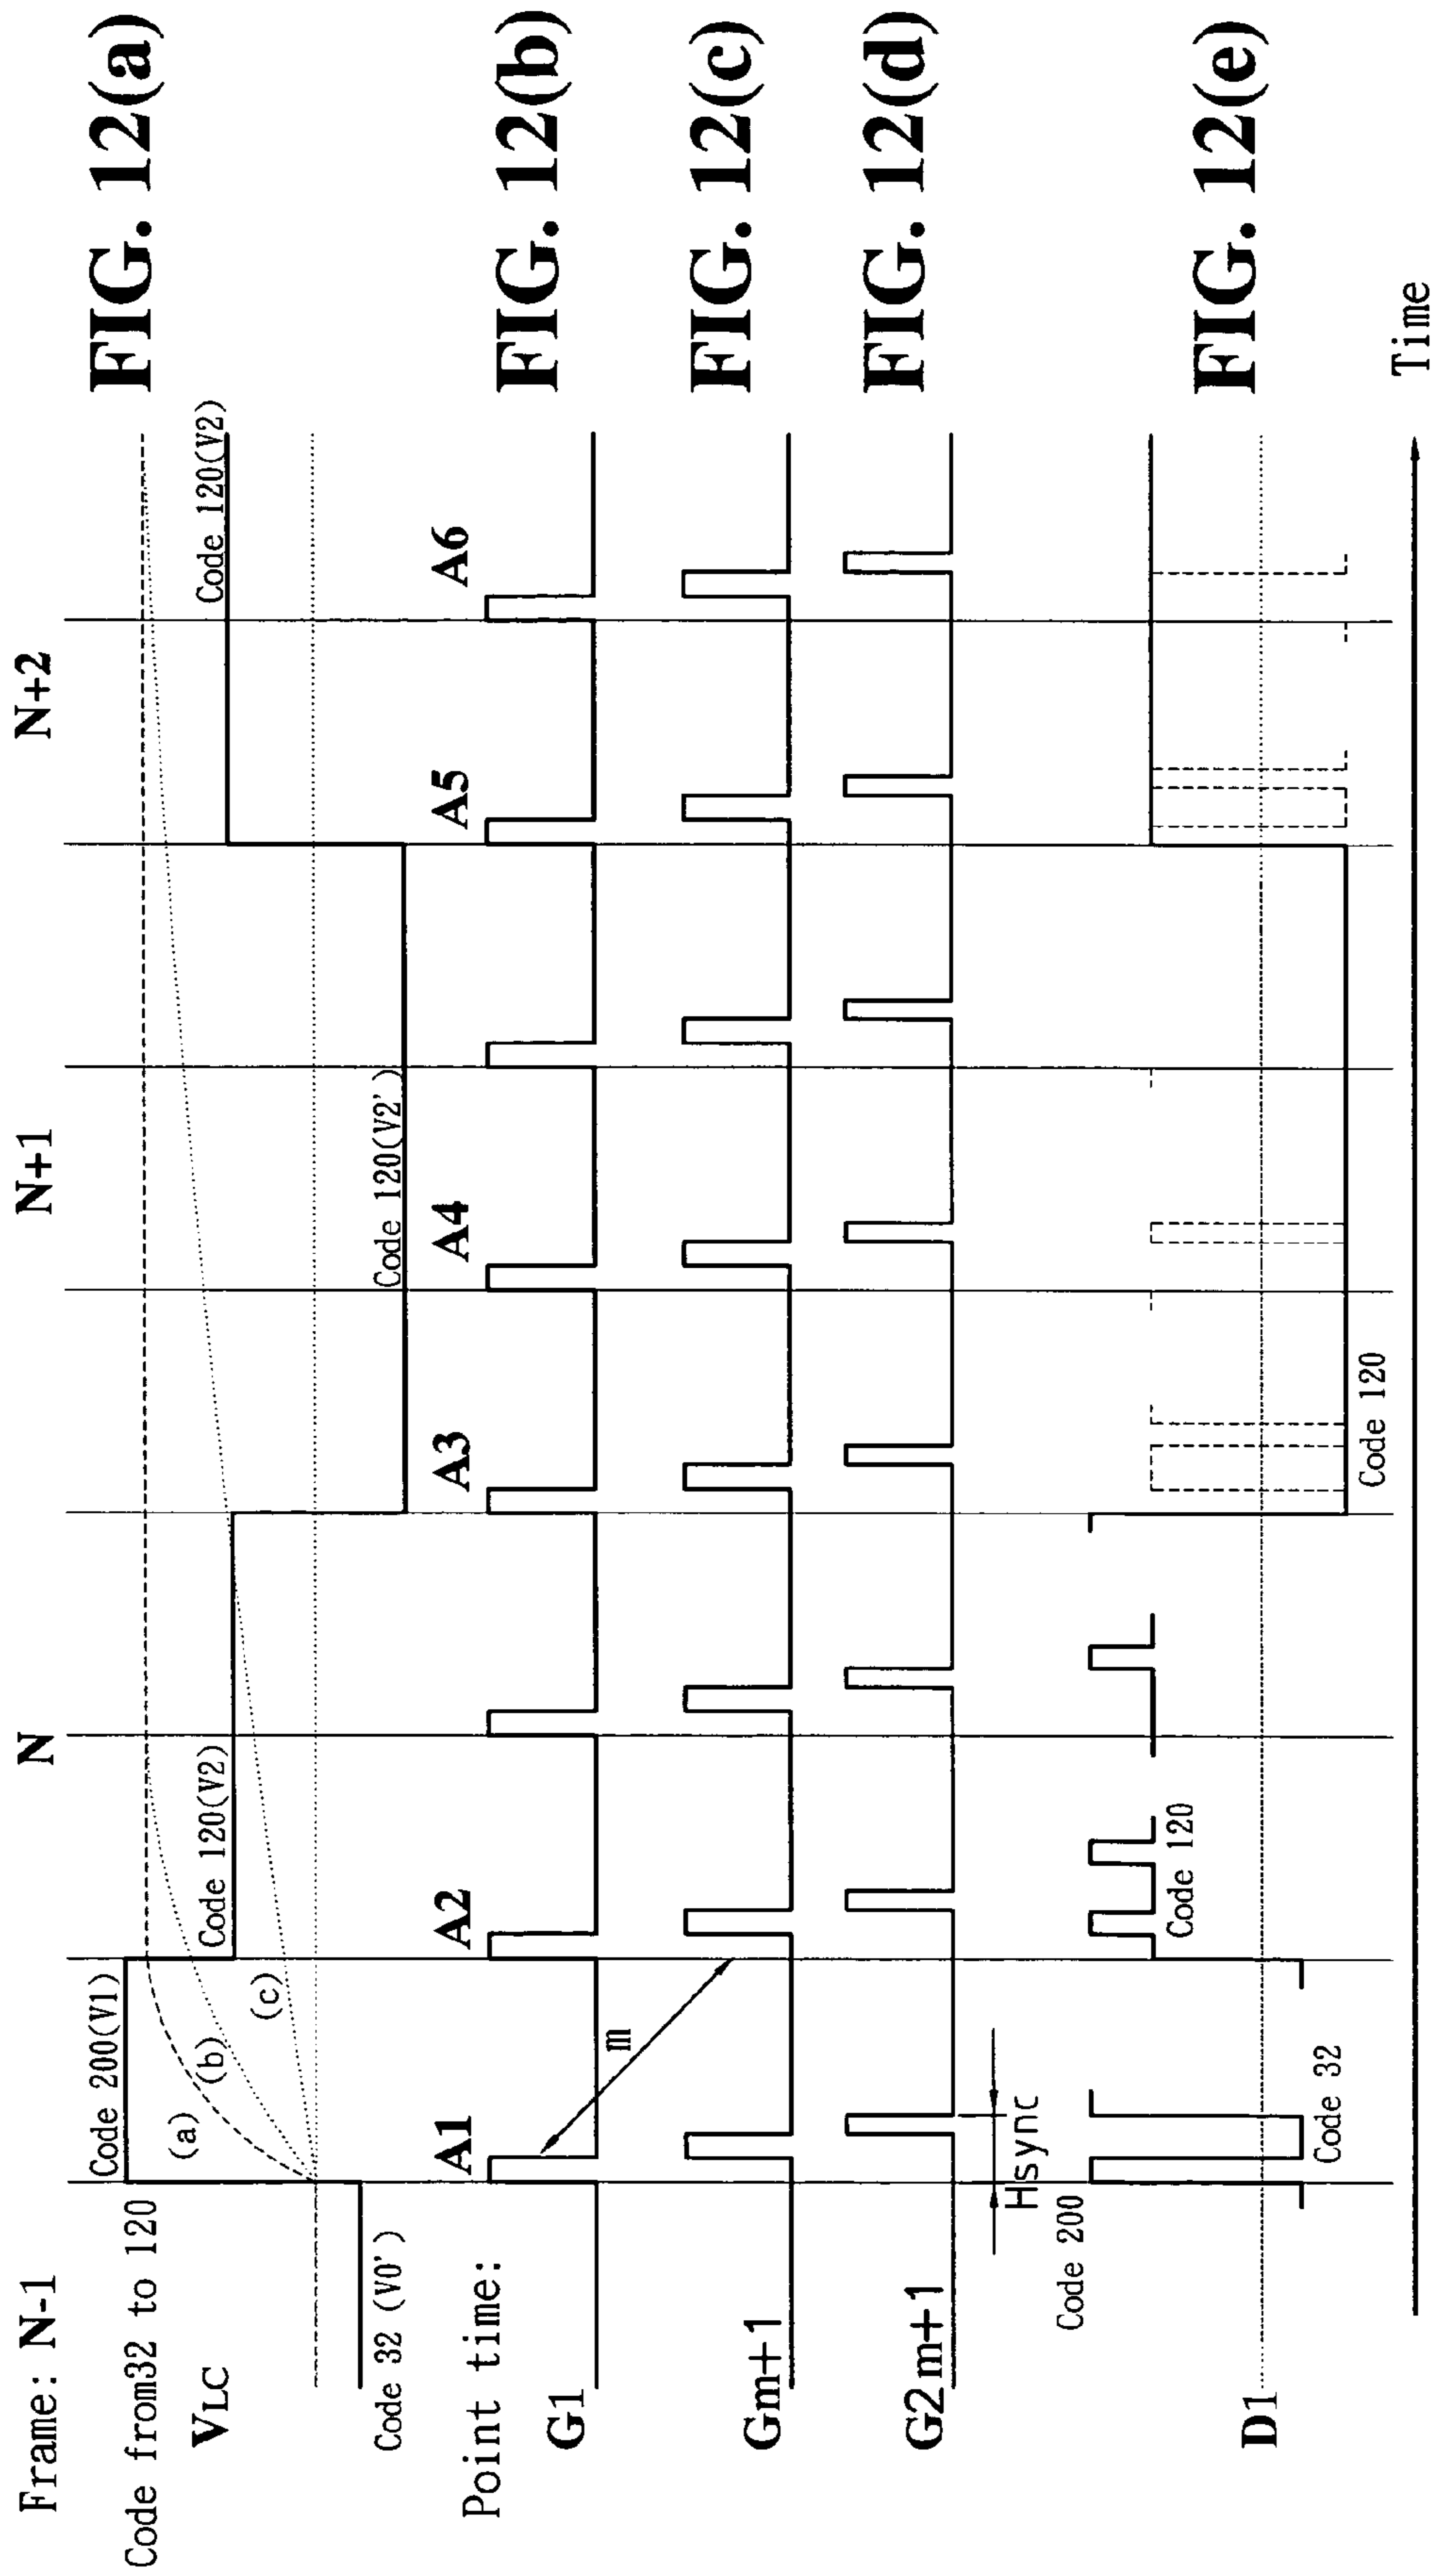 Frame: N-1
N
N+1
N+2
Code from32 to 120
Code 200(V1)
FIG. 12(a)
VLC
(a)
(b)
(c)
Code 120(V2)
Code 120(V2)
Code 32 (V0')
Code 120(V2')
Point time:
A1
A2
A3
A4
A5
A6
G1
FIG. 12(b)
m
Gm+1
FIG. 12(c)
G2m+1
FIG. 12(d)
Hsync
Code 200
Code 120
D1
FIG. 12(e)
Code 32
Code 120
Time